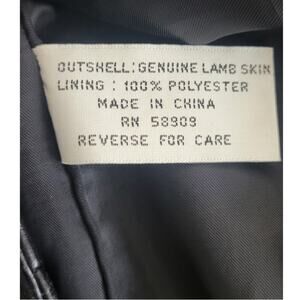 OUTSHELL: GENUINE LAMB SKIN
LINING : 100% POLYESTER
MADE IN CHINA
RN 58909
REVERSE FOR CARE